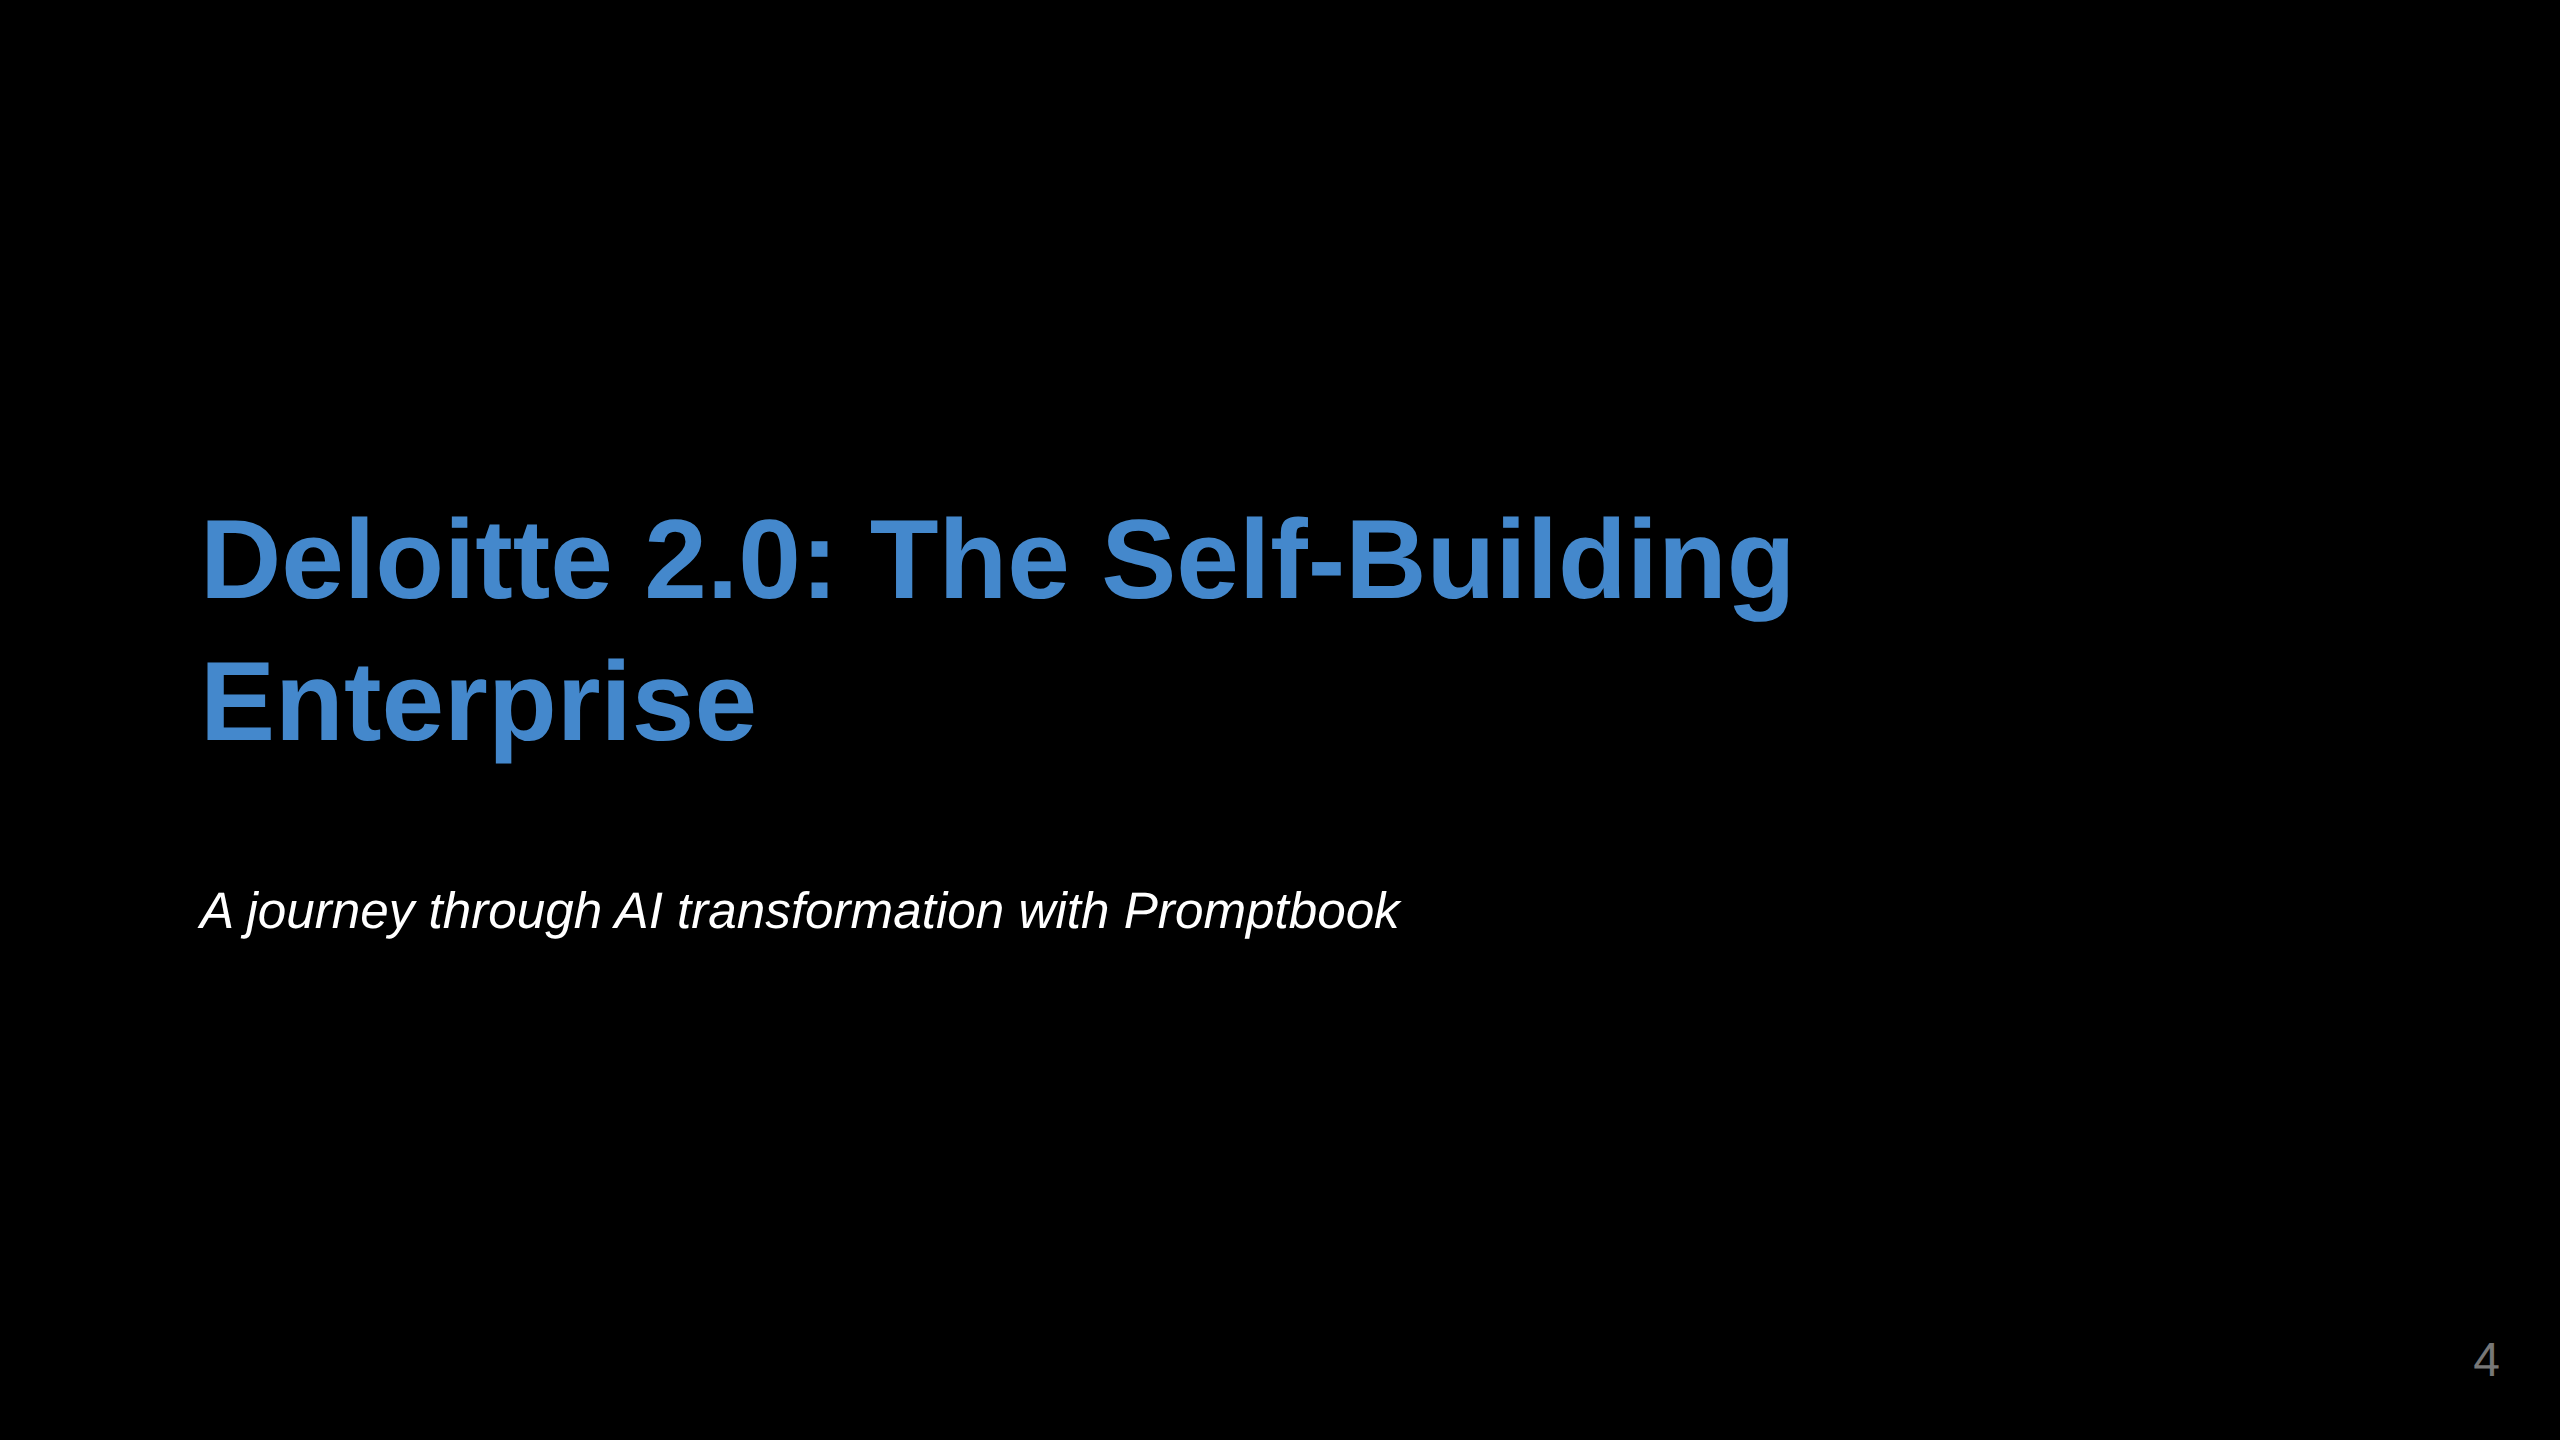 Deloitte 2.0: The Self-Building
Enterprise
A journey through AI transformation with Promptbook
4